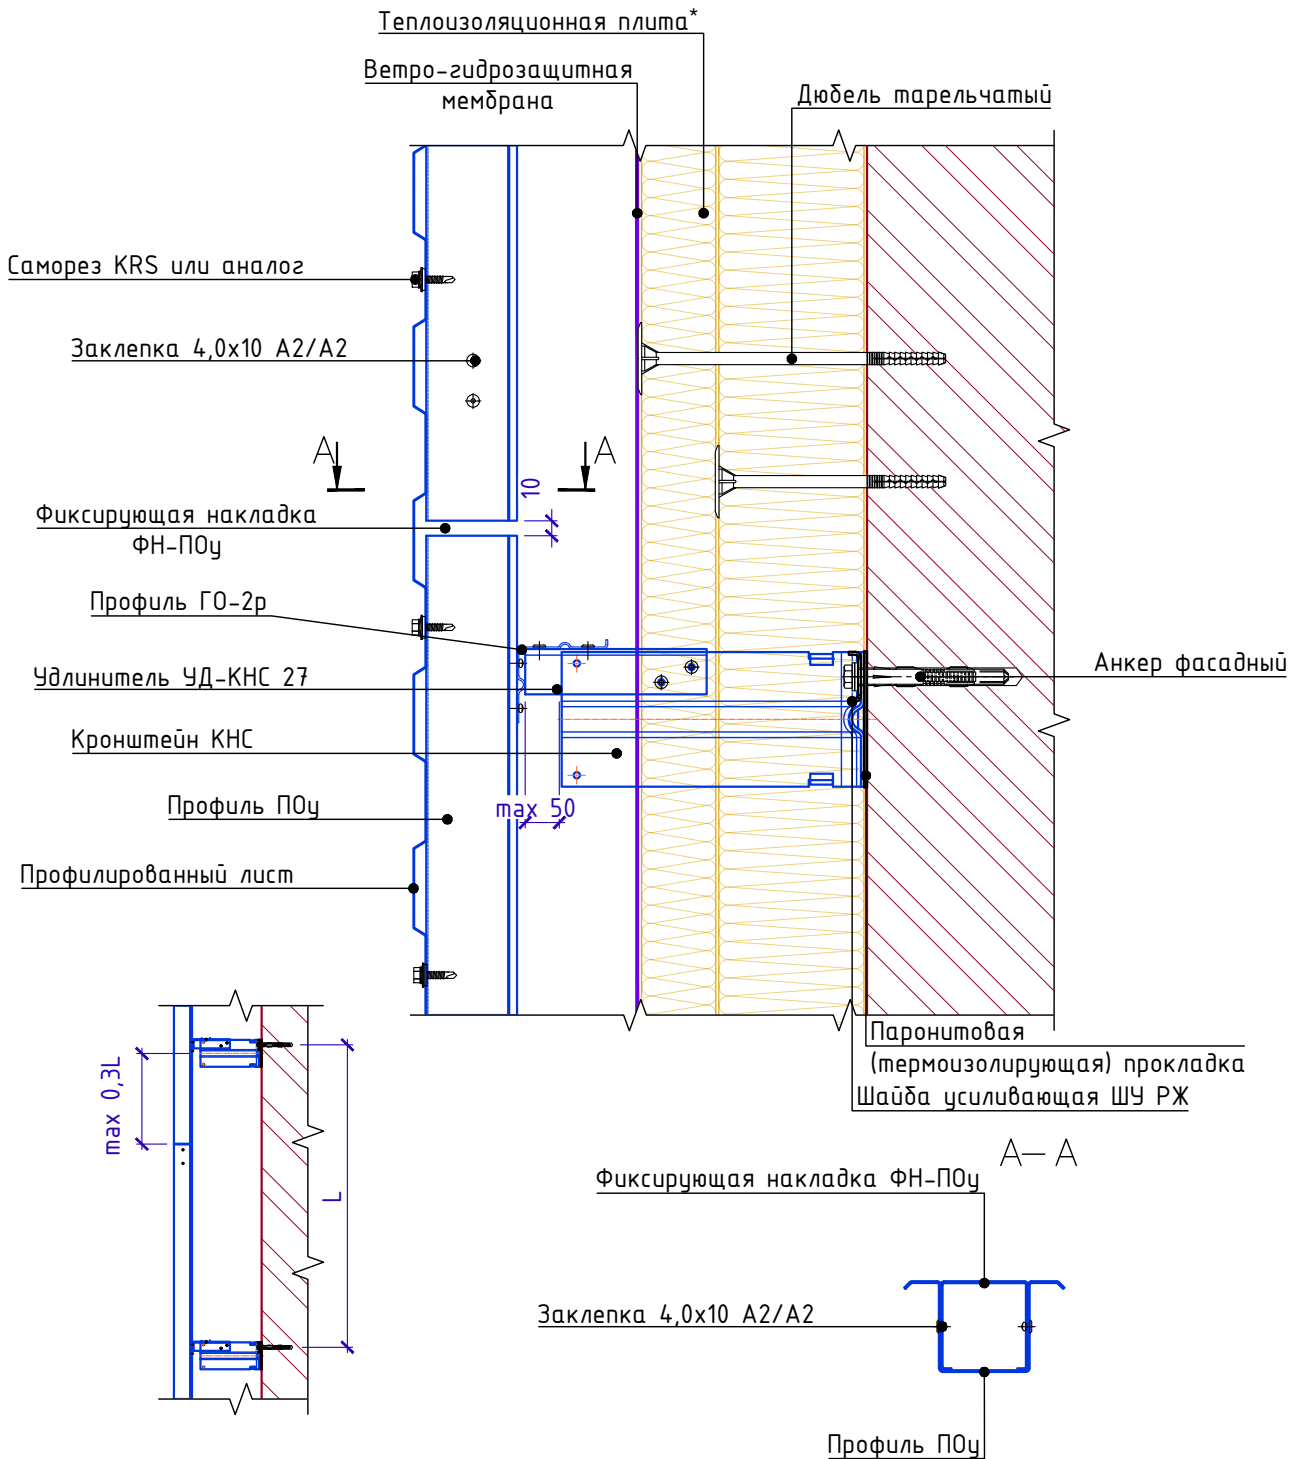 Теплоизоляционная плита*
Ветро-гидрозащитная
мембрана
Дюбель тарельчатый
Саморез KRS или аналог
Заклепка 4,0х10 А2/А2
А
А
10
Фиксирующая накладка
ФН-ПОу
Профиль ГО-2р
Удлинитель УД-КНС 27
Анкер фасадный
Кронштейн КНС
Профиль ПОу
max 50
Профилированный лист
Паронитовая
(термоизолирующая) прокладка
Шайба усиливающая ШУ РЖ
max 0,3L
L
А— А
Фиксирующая накладка ФН-ПОу
Заклепка 4,0х10 А2/А2
Профиль ПОу